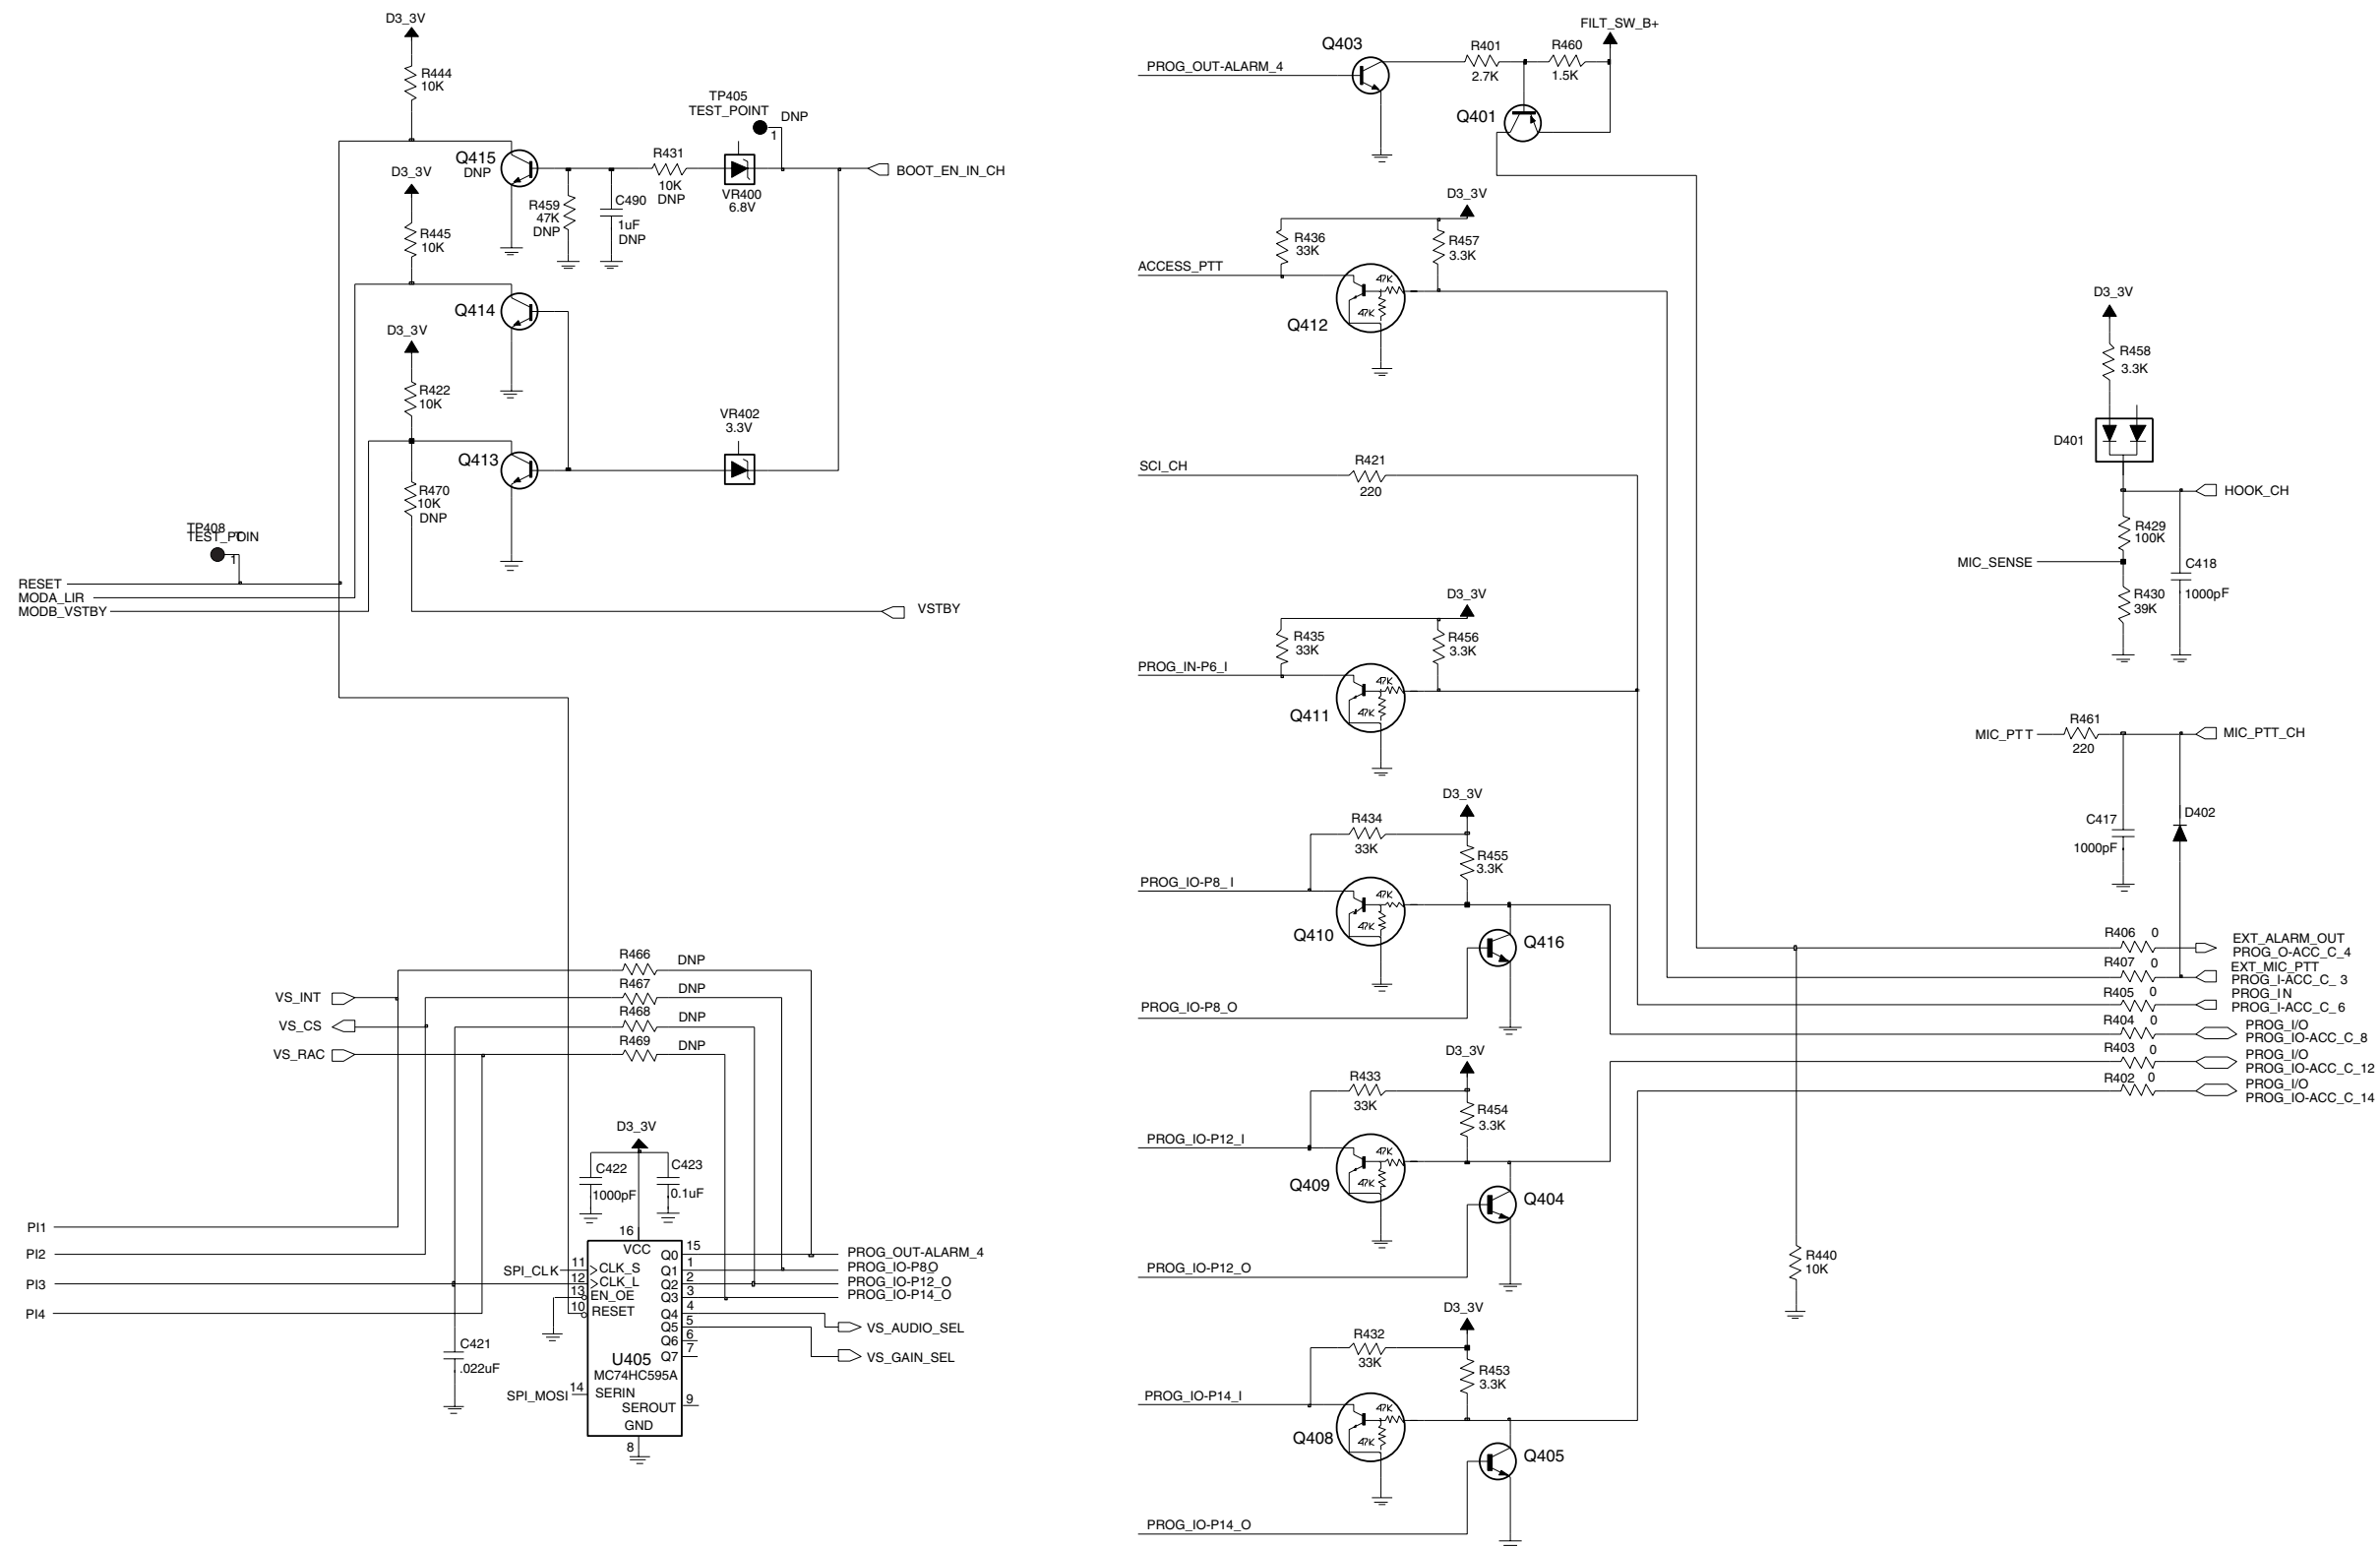 D3_3V
R444
10K
TP405
TEST_POINT
DNP
1
Q415
DNP
R431
10K
DNP
VR400
6.8V
BOOT_EN_IN_CH
D3_3V
R459
47K
DNP
C490
1uF
DNP
R445
10K
Q414
D3_3V
R422
10K
VR402
3.3V
Q413
R470
10K
DNP
TP408
TEST_POIN
1
RESET
MODA_LIR
MODB_VSTBY
VSTBY
R466
DNP
VS_INT
R467
DNP
VS_CS
R468
DNP
VS_RAC
R469
DNP
D3_3V
C422
1000pF
C423
0.1uF
PI1
PI2
PI3
PI4
16
VCC
SPI_CLK
11
CLK_S
12
CLK_L
13
EN_OE
10
RESET
Q0
15
PROG_OUT-ALARM_4
Q1
1
PROG_IO-P8O
Q2
2
PROG_IO-P12_O
Q3
3
PROG_IO-P14_O
Q4
4
VS_AUDIO_SEL
Q5
5
VS_GAIN_SEL
Q6
6
Q7
7
C421
.022uF
U405
MC74HC595A
SPI_MOSI
14
SERIN
SEROUT
9
GND
8
PROG_OUT-ALARM_4
Q403
R401
2.7K
R460
1.5K
FILT_SW_B+
Q401
D3_3V
R436
33K
R457
3.3K
ACCESS_PTT
47K
47K
Q412
SCI_CH
R421
220
D3_3V
R435
33K
R456
3.3K
PROG_IN-P6_I
47K
47K
Q411
D3_3V
R434
33K
R455
3.3K
PROG_IO-P8_I
47K
47K
Q410
Q416
PROG_IO-P8_O
D3_3V
R433
33K
R454
3.3K
PROG_IO-P12_I
47K
47K
Q409
Q404
PROG_IO-P12_O
D3_3V
R432
33K
R453
3.3K
PROG_IO-P14_I
47K
47K
Q408
Q405
PROG_IO-P14_O
R440
10K
D3_3V
R458
3.3K
D401
HOOK_CH
R429
100K
MIC_SENSE
C418
1000pF
R430
39K
MIC_PTT
R461
220
MIC_PTT_CH
C417
1000pF
D402
R406 0
EXT_ALARM_OUT
PROG_O-ACC_C_4
R407 0
EXT_MIC_PTT
PROG_I-ACC_C_3
R405 0
PROG_IN
PROG_I-ACC_C_6
R404 0
PROG_I/O
PROG_IO-ACC_C_8
R403 0
PROG_I/O
PROG_IO-ACC_C_12
R402 0
PROG_I/O
PROG_IO-ACC_C_14